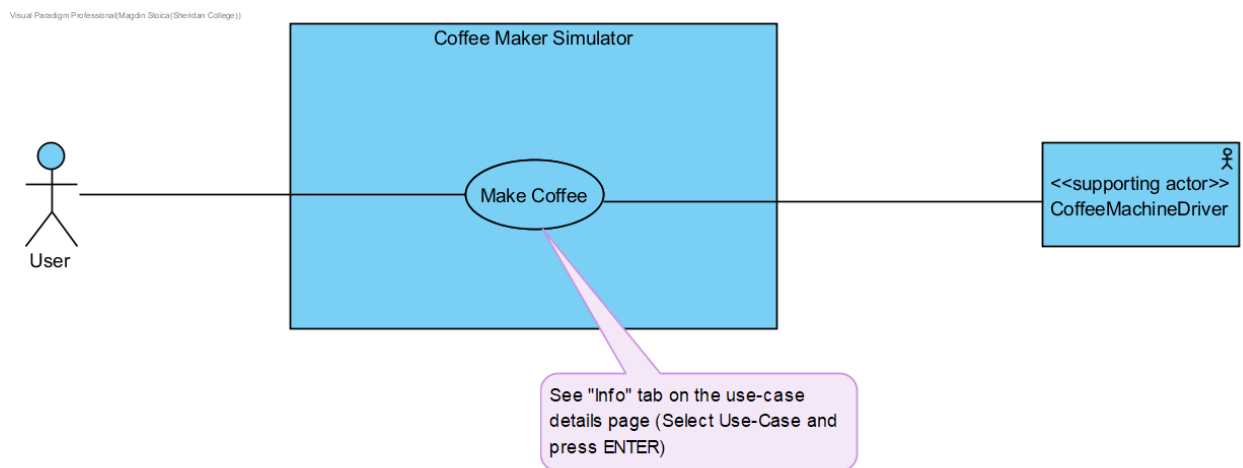 Visual Paradigm Professional(Magdin Stoica(Sheridan College))
Coffee Maker Simulator
Make Coffee
<<supporting actor>>
CoffeeMachineDriver
User
See "Info" tab on the use-case
details page (Select Use-Case and
press ENTER)